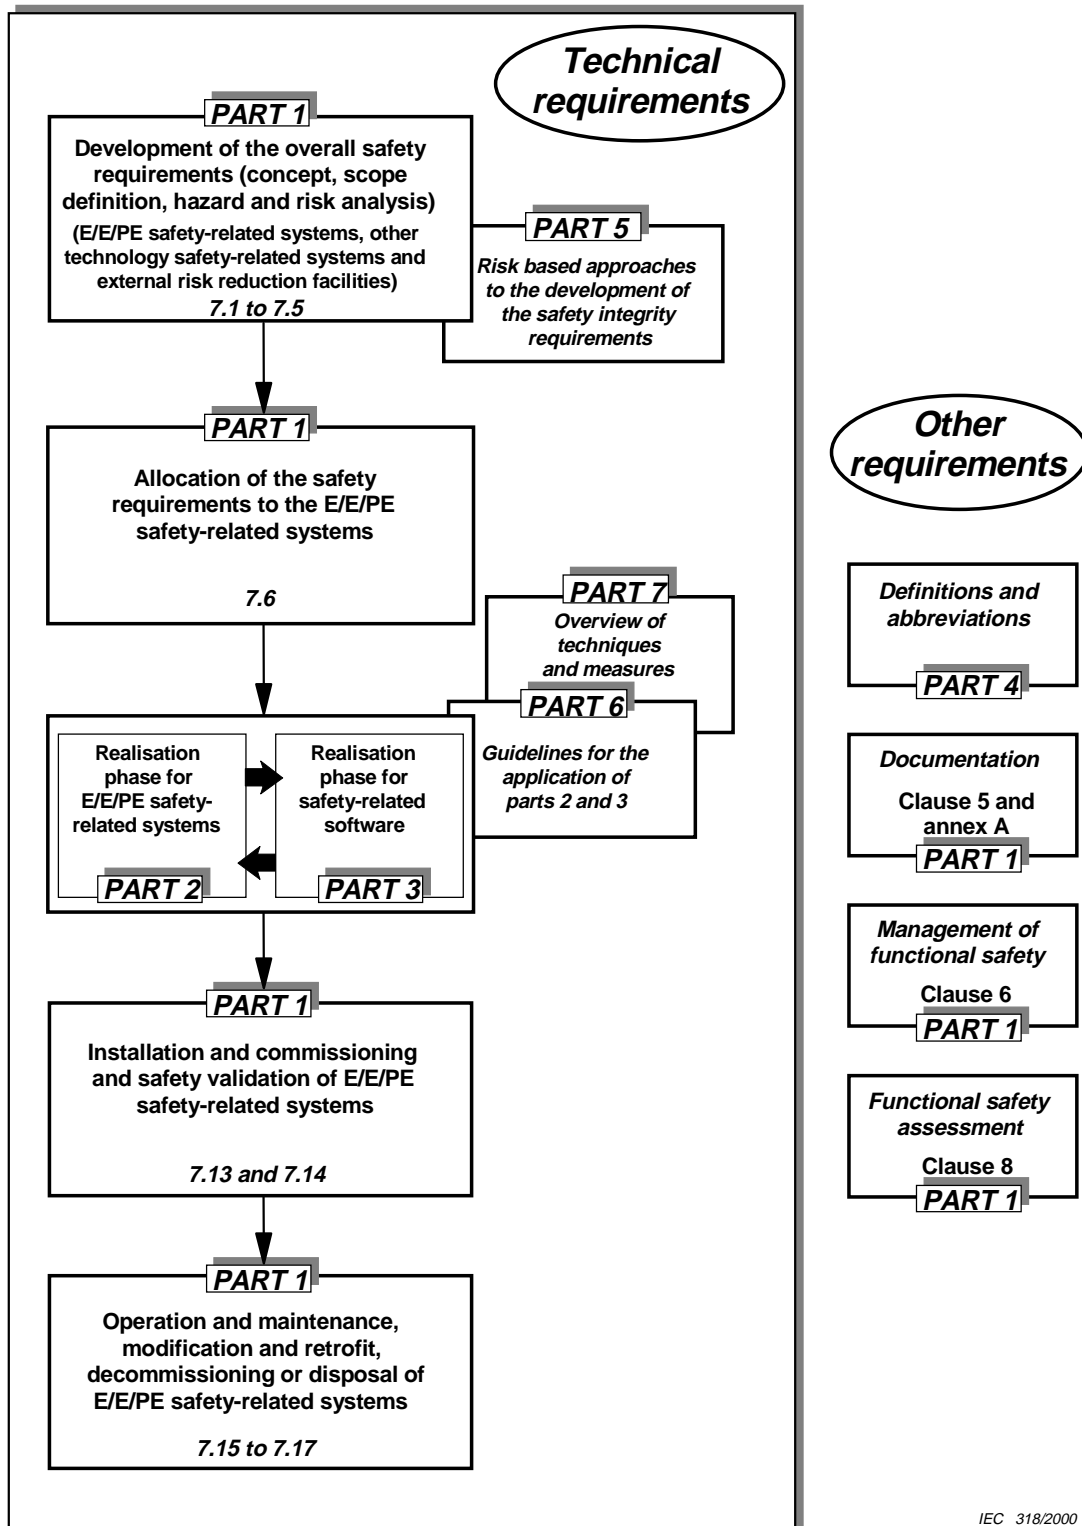 Technical
requirements
PART 1
Development of the overall safety
requirements (concept, scope
definition, hazard and risk analysis)
(E/E/PE safety-related systems, other
technology safety-related systems and
external risk reduction facilities)
7.1 to 7.5
PART 5
Risk based approaches
to the development of
the safety integrity
requirements
PART 1
Allocation of the safety
requirements to the E/E/PE
safety-related systems
7.6
PART 7
Overview of
techniques
and measures
PART 6
Guidelines for the
application of
parts 2 and 3
Realisation
phase for
E/E/PE safety-
related systems
PART 2
Realisation
phase for
safety-related
software
PART 3
PART 1
Installation and commissioning
and safety validation of E/E/PE
safety-related systems
7.13 and 7.14
PART 1
Operation and maintenance,
modification and retrofit,
decommissioning or disposal of
E/E/PE safety-related systems
7.15 to 7.17
Other
requirements
Definitions and
abbreviations
PART 4
Documentation
Clause 5 and
annex A
PART 1
Management of
functional safety
Clause 6
PART 1
Functional safety
assessment
Clause 8
PART 1
IEC 318/2000